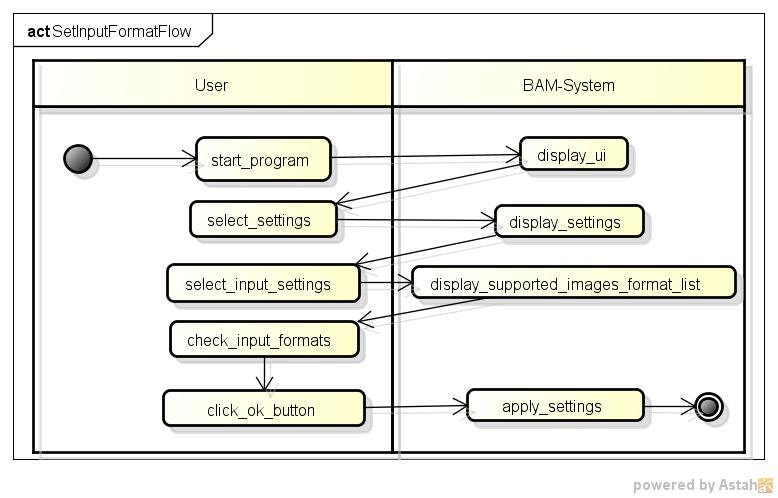 act SetInputFormatFlow
User
BAM-System
start_program
display_ui
select_settings
display_settings
select_input_settings
display_supported_images_format_list
check_input_formats
click_ok_button
apply_settings
powered by Astah